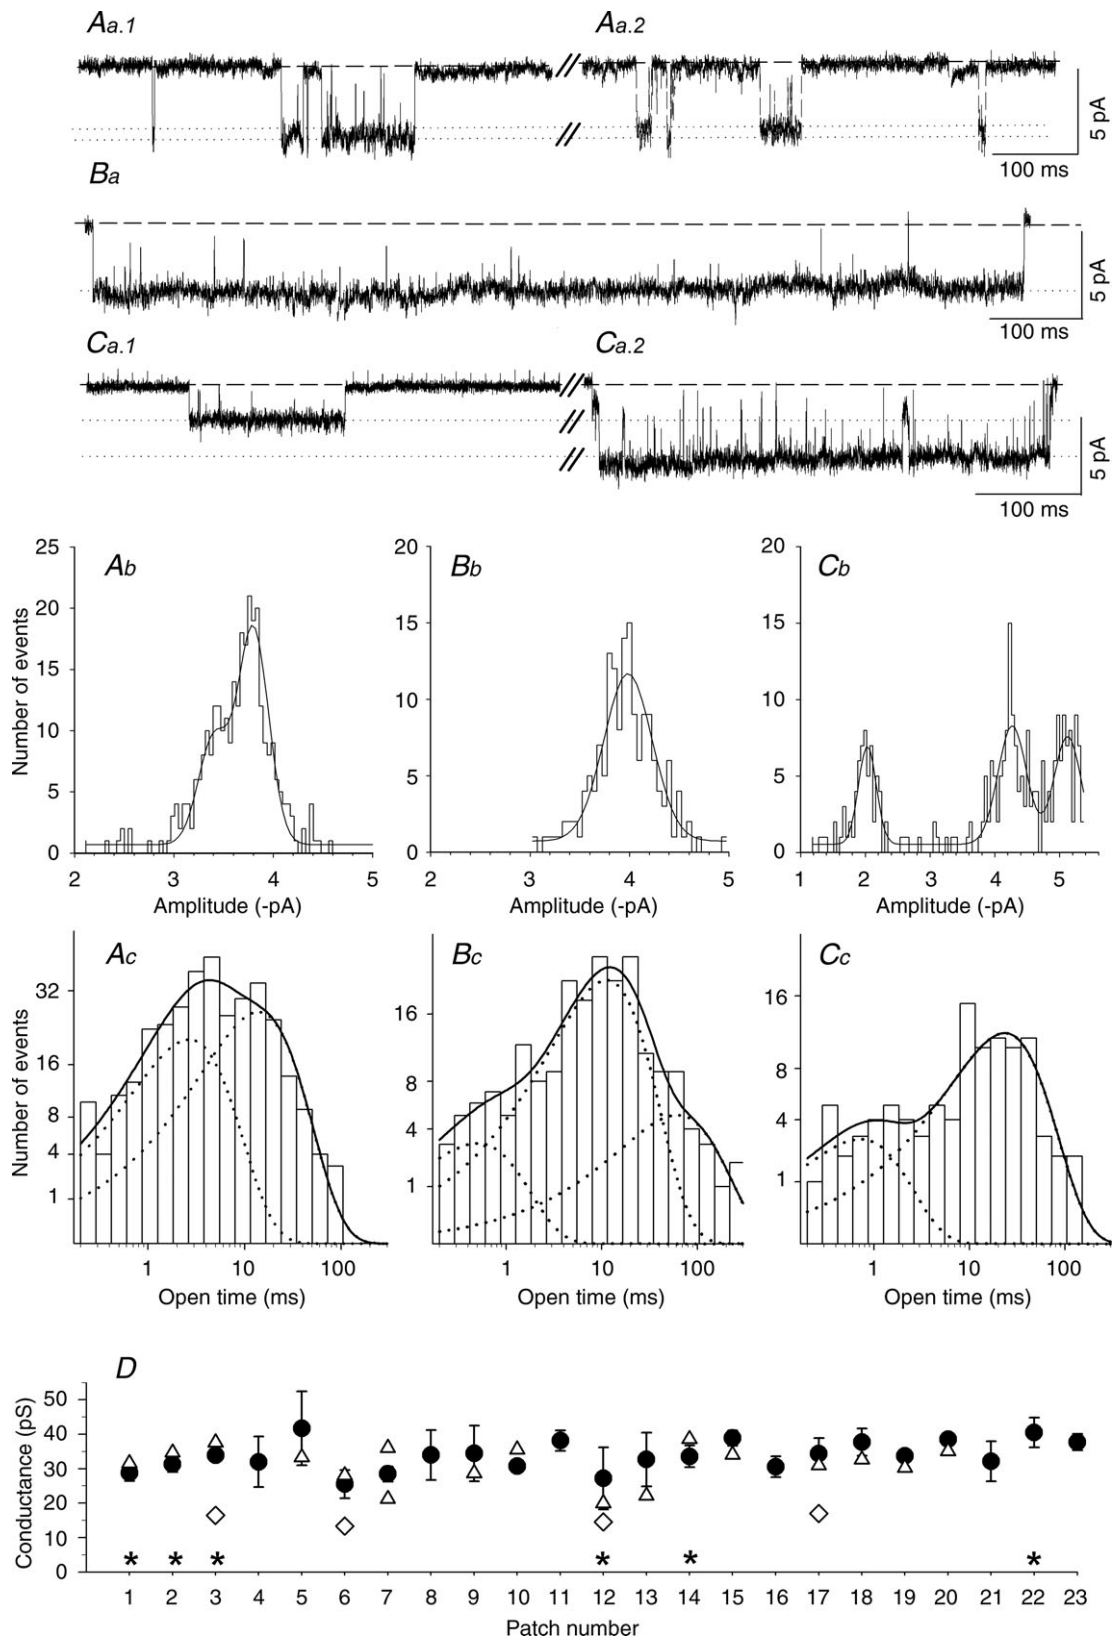 Aa.1 Aa.2
5 pA
100 ms
Ba
5 pA
100 ms
Ca.1 Ca.2
5 pA
100 ms
Number of events
25
20
15
10
5
0
Ab
2 3 4 5
Amplitude (-pA)
20
15
10
5
0
Bb
2 3 4 5
Amplitude (-pA)
20
15
10
5
0
Cb
1 2 3 4 5
Amplitude (-pA)
Number of events
32
16
8
4
1
Ac
1 10 100
Open time (ms)
16
8
4
1
Bc
1 10 100
Open time (ms)
16
8
4
1
Cc
1 10 100
Open time (ms)
D
Conductance (pS)
50
40
30
20
10
0
* * * * * *
1 2 3 4 5 6 7 8 9 10 11 12 13 14 15 16 17 18 19 20 21 22 23
Patch number